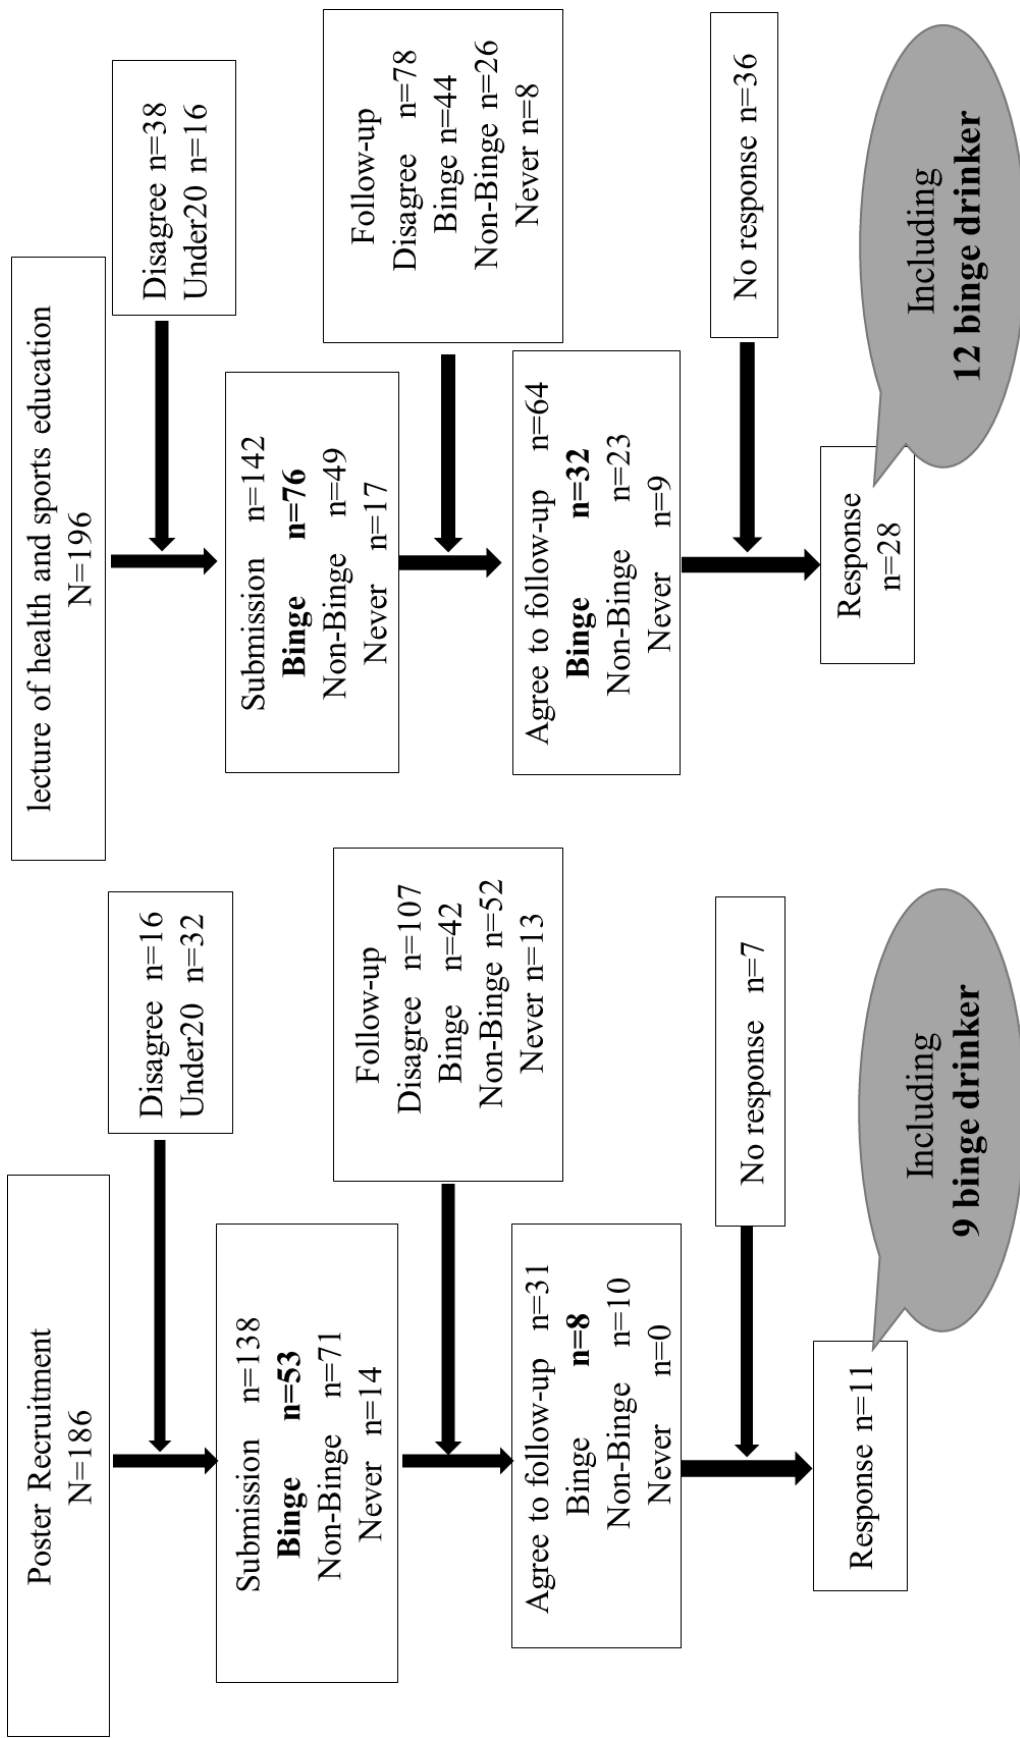 Poster Recruitment
N=186
Disagree n=16
Under20 n=32
Submission n=138
Binge n=53
Non-Binge n=71
Never n=14
Follow-up
Disagree n=107
Binge n=42
Non-Binge n=52
Never n=13
Agree to follow-up n=31
Binge n=8
Non-Binge n=10
Never n=0
No response n=7
Response n=11
Including
9 binge drinker
lecture of health and sports education
N=196
Disagree n=38
Under20 n=16
Submission n=142
Binge n=76
Non-Binge n=49
Never n=17
Follow-up
Disagree n=78
Binge n=44
Non-Binge n=26
Never n=8
Agree to follow-up n=64
Binge n=32
Non-Binge n=23
Never n=9
No response n=36
Response
n=28
Including
12 binge drinker